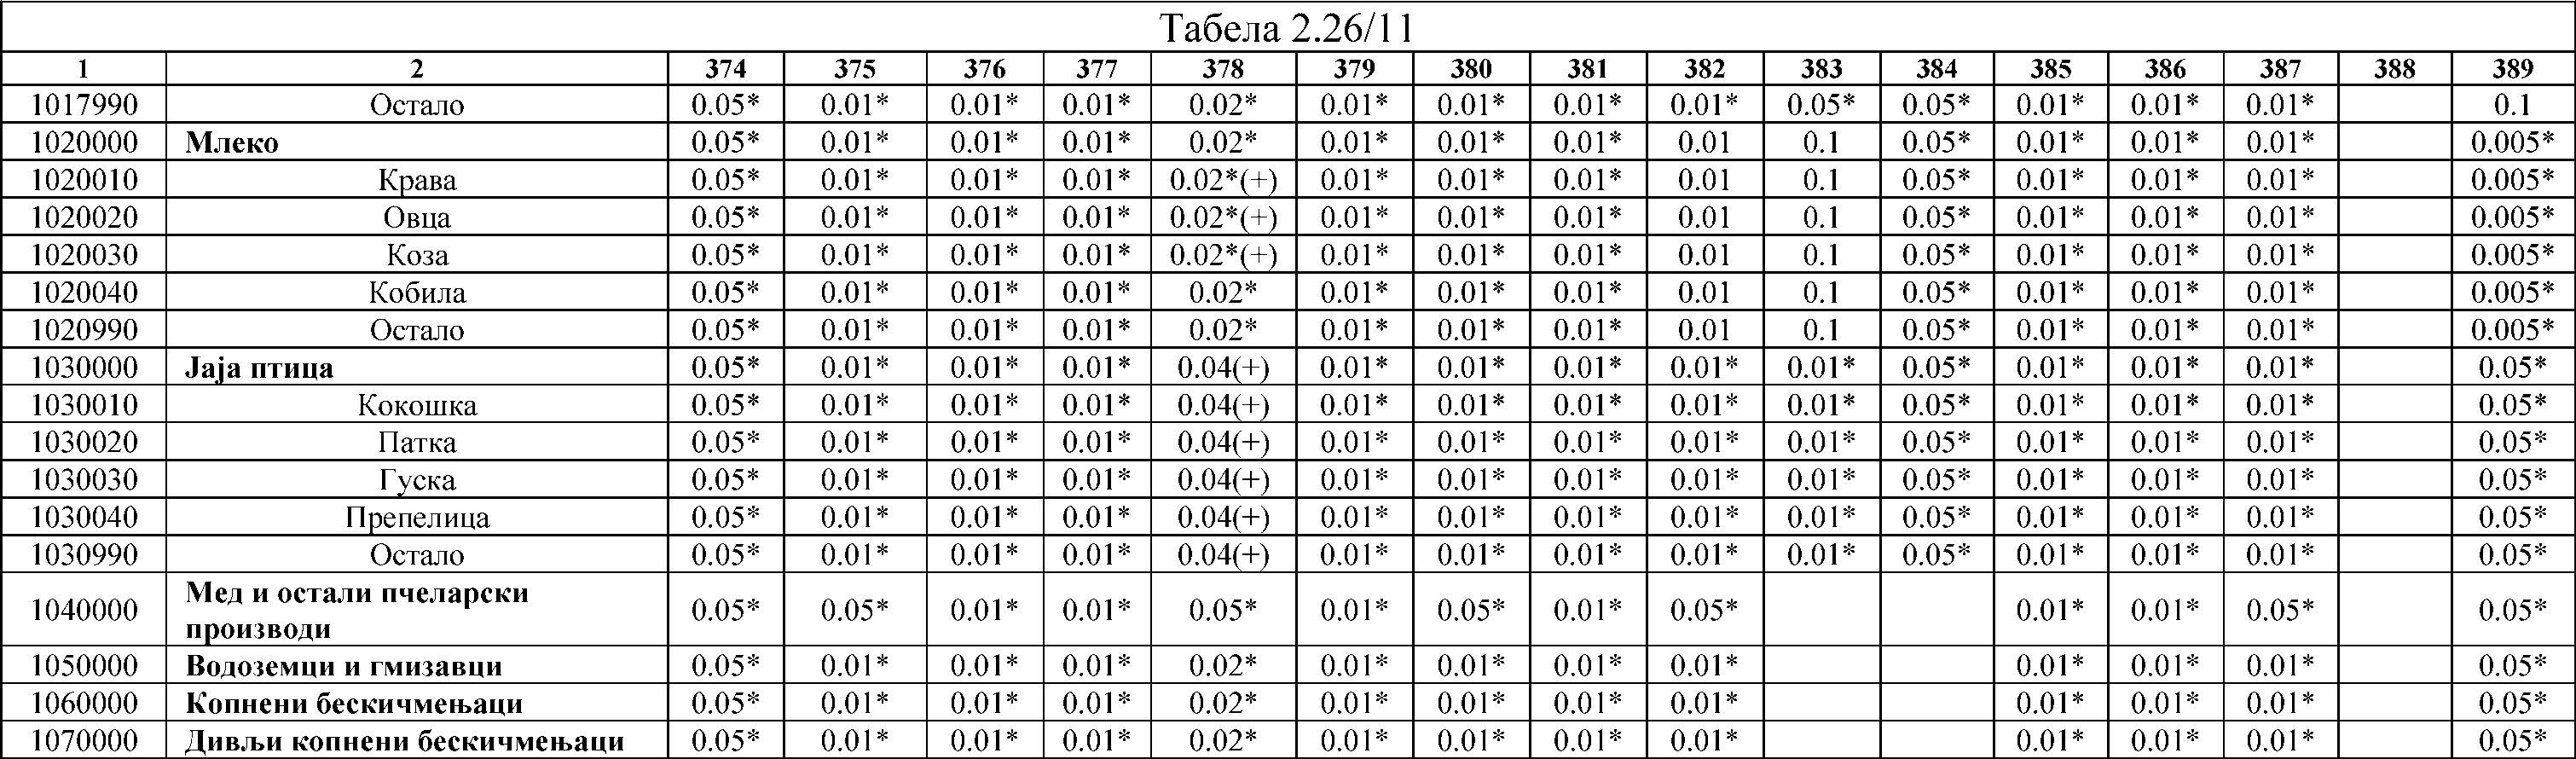 Табела 2.26/11
1 2 374 375 376 377 378 379 380 381 382 383 384 385 386 387 388 389
1017990 Остало 0.05* 0.01* 0.01* 0.01* 0.02* 0.01* 0.01* 0.01* 0.01* 0.05* 0.05* 0.01* 0.01* 0.01* 0.1
1020000 Млеко 0.05* 0.01* 0.01* 0.01* 0.02* 0.01* 0.01* 0.01* 0.01 0.1 0.05* 0.01* 0.01* 0.01* 0.005*
1020010 Крава 0.05* 0.01* 0.01* 0.01* 0.02*(+) 0.01* 0.01* 0.01* 0.01 0.1 0.05* 0.01* 0.01* 0.01* 0.005*
1020020 Овца 0.05* 0.01* 0.01* 0.01* 0.02*(+) 0.01* 0.01* 0.01* 0.01 0.1 0.05* 0.01* 0.01* 0.01* 0.005*
1020030 Коза 0.05* 0.01* 0.01* 0.01* 0.02*(+) 0.01* 0.01* 0.01* 0.01 0.1 0.05* 0.01* 0.01* 0.01* 0.005*
1020040 Кобила 0.05* 0.01* 0.01* 0.01* 0.02* 0.01* 0.01* 0.01* 0.01 0.1 0.05* 0.01* 0.01* 0.01* 0.005*
1020990 Остало 0.05* 0.01* 0.01* 0.01* 0.02* 0.01* 0.01* 0.01* 0.01 0.1 0.05* 0.01* 0.01* 0.01* 0.005*
1030000 Јаја птица 0.05* 0.01* 0.01* 0.01* 0.04(+) 0.01* 0.01* 0.01* 0.01* 0.01* 0.05* 0.01* 0.01* 0.01* 0.05*
1030010 Кокошка 0.05* 0.01* 0.01* 0.01* 0.04(+) 0.01* 0.01* 0.01* 0.01* 0.01* 0.05* 0.01* 0.01* 0.01* 0.05*
1030020 Патка 0.05* 0.01* 0.01* 0.01* 0.04(+) 0.01* 0.01* 0.01* 0.01* 0.01* 0.05* 0.01* 0.01* 0.01* 0.05*
1030030 Гуска 0.05* 0.01* 0.01* 0.01* 0.04(+) 0.01* 0.01* 0.01* 0.01* 0.01* 0.05* 0.01* 0.01* 0.01* 0.05*
1030040 Препелица 0.05* 0.01* 0.01* 0.01* 0.04(+) 0.01* 0.01* 0.01* 0.01* 0.01* 0.05* 0.01* 0.01* 0.01* 0.05*
1030990 Остало 0.05* 0.01* 0.01* 0.01* 0.04(+) 0.01* 0.01* 0.01* 0.01* 0.01* 0.05* 0.01* 0.01* 0.01* 0.05*
1040000 Мед и остали пчеларски
производи 0.05* 0.05* 0.01* 0.01* 0.05* 0.01* 0.05* 0.01* 0.05* 0.01* 0.01* 0.05* 0.05*
1050000 Водоземци и гмизавци 0.05* 0.01* 0.01* 0.01* 0.02* 0.01* 0.01* 0.01* 0.01* 0.01* 0.01* 0.01* 0.05*
1060000 Копнени бескичмењаци 0.05* 0.01* 0.01* 0.01* 0.02* 0.01* 0.01* 0.01* 0.01* 0.01* 0.01* 0.01* 0.05*
1070000 Дивљи копнени бескичмењаци 0.05* 0.01* 0.01* 0.01* 0.02* 0.01* 0.01* 0.01* 0.01* 0.01* 0.01* 0.01* 0.05*